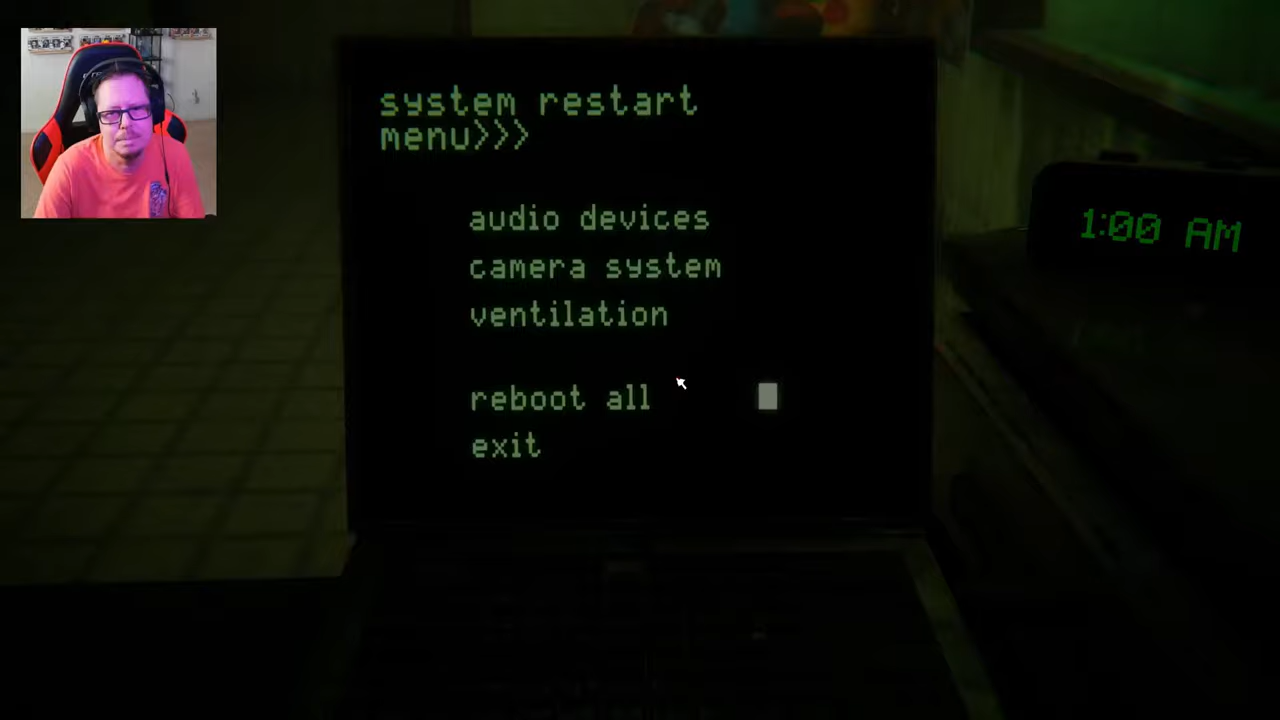 system restart
menu>>>
audio devices
camera system
ventilation
reboot all
exit
1:00 AM